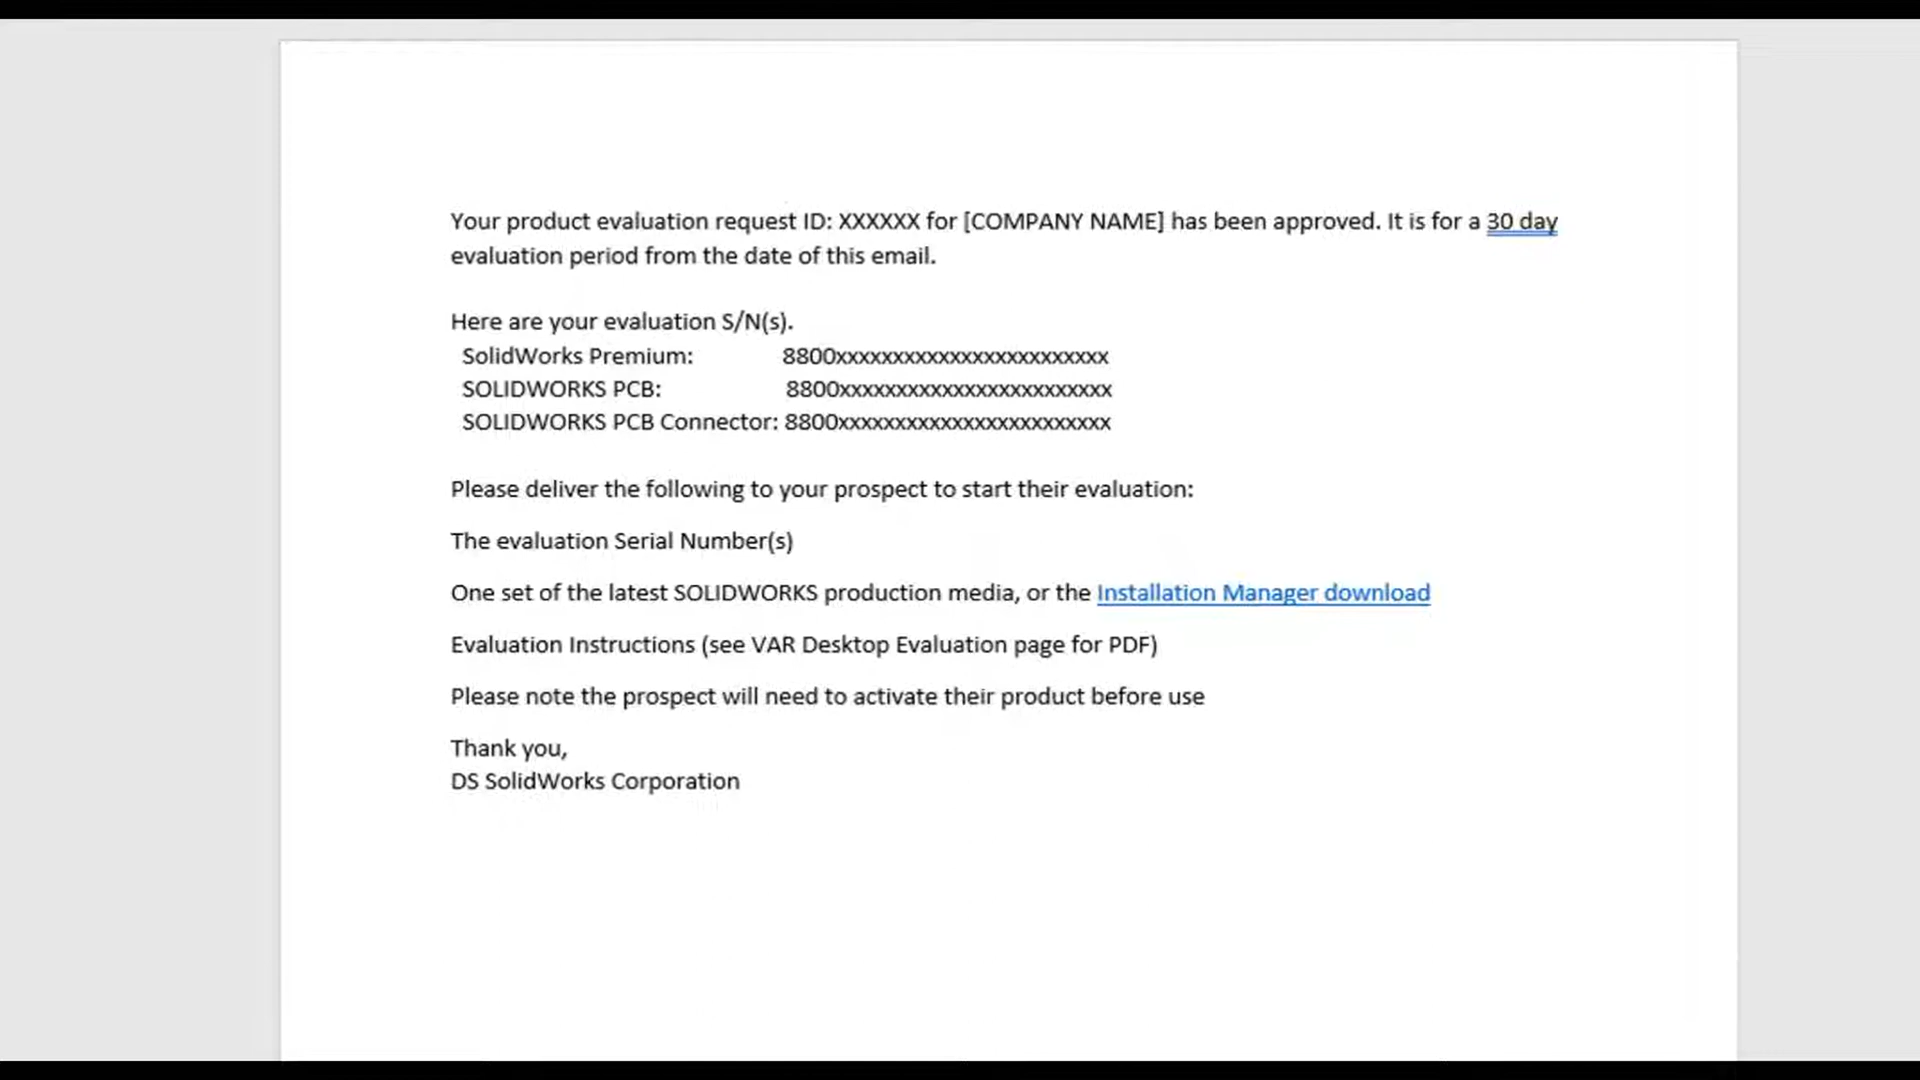 Your product evaluation request ID: XXXXXX for [COMPANY NAME] has been approved. It is for a 30 day
evaluation period from the date of this email.
Here are your evaluation S/N(s).
SolidWorks Premium: 8800xxxxxxxxxxxxxxxxxxxxxxxx
SOLIDWORKS PCB: 8800xxxxxxxxxxxxxxxxxxxxxxxx
SOLIDWORKS PCB Connector: 8800xxxxxxxxxxxxxxxxxxxxxxxx
Please deliver the following to your prospect to start their evaluation:
The evaluation Serial Number(s)
One set of the latest SOLIDWORKS production media, or the Installation Manager download
Evaluation Instructions (see VAR Desktop Evaluation page for PDF)
Please note the prospect will need to activate their product before use
Thank you,
DS SolidWorks Corporation